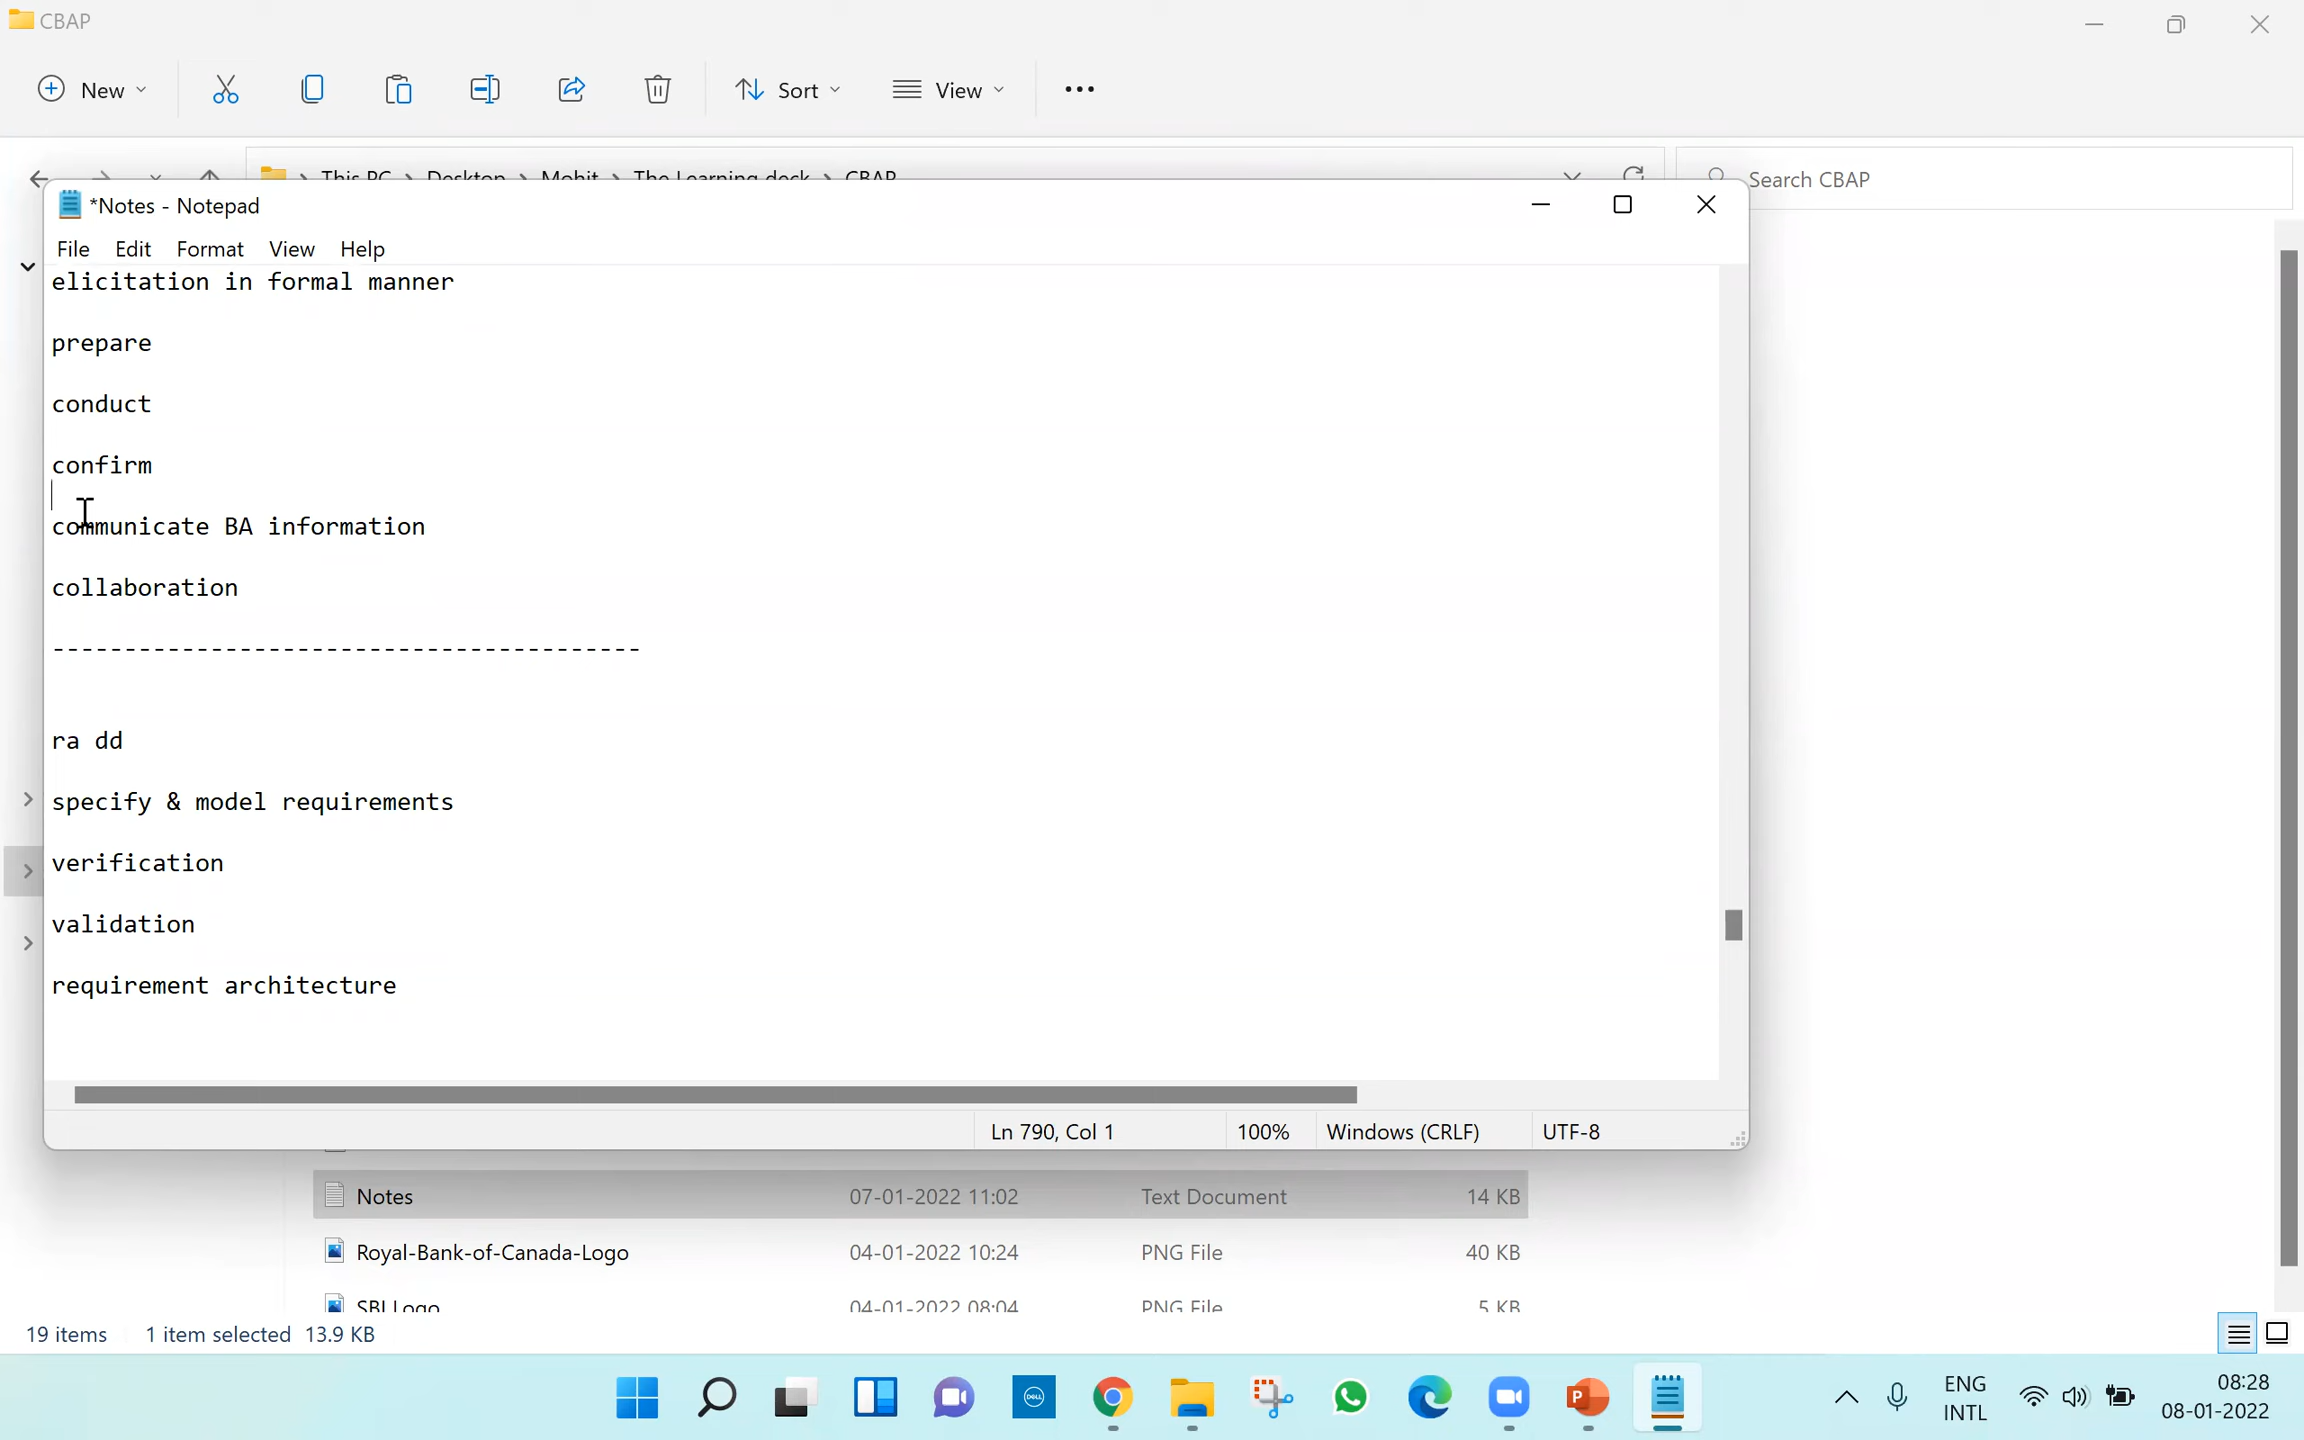 CBAP
New
Sort
View
This PC > Desktop > Mohit > The Learning deck > CBAP
Search CBAP
*Notes - Notepad
File Edit Format View Help
elicitation in formal manner
prepare
conduct
confirm
communicate BA information
collaboration
-----------------------------------------
ra dd
specify & model requirements
verification
validation
requirement architecture
Ln 790, Col 1 100% Windows (CRLF) UTF-8
Notes 07-01-2022 11:02 Text Document 14 KB
Royal-Bank-of-Canada-Logo 04-01-2022 10:24 PNG File 40 KB
SBI Logo 04-01-2022 08:04 PNG File 5 KB
19 items 1 item selected 13.9 KB
DELL
P
ENG
INTL
08:28
08-01-2022